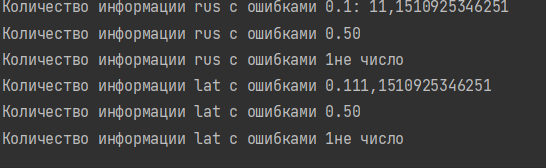 Количество информации rus с ошибками 0.1: 11,1510925346251
Количество информации rus с ошибками 0.50
Количество информации rus с ошибками 1не число
Количество информации lat с ошибками 0.111,1510925346251
Количество информации lat с ошибками 0.50
Количество информации lat с ошибками 1не число